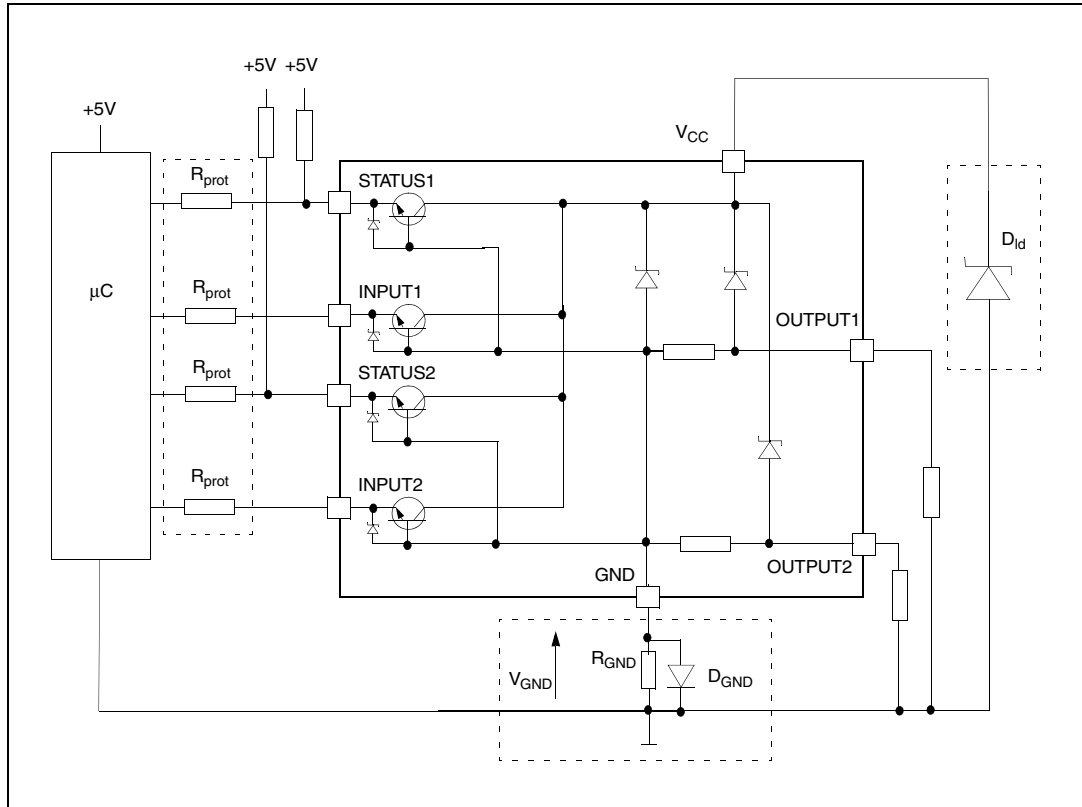 +5V +5V
+5V
V_CC
R_prot
STATUS1
D_ld
μC
R_prot
INPUT1
OUTPUT1
R_prot
STATUS2
R_prot
INPUT2
OUTPUT2
GND
R_GND
V_GND
D_GND